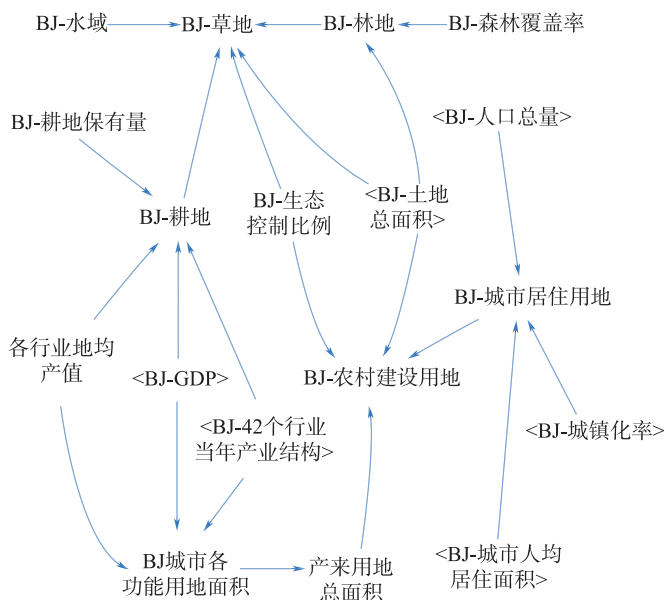 BJ-水域
BJ-草地
BJ-林地
BJ-森林覆盖率
BJ-耕地保有量
<BJ-人口总量>
BJ-耕地
BJ-生态
控制比例
<BJ-土地
总面积>
BJ-城市居住用地
各行业地均
产值
<BJ-GDP>
BJ-农村建设用地
<BJ-42个行业
当年产业结构>
<BJ-城镇化率>
BJ城市各
功能用地面积
产来用地
总面积
<BJ-城市人均
居住面积>